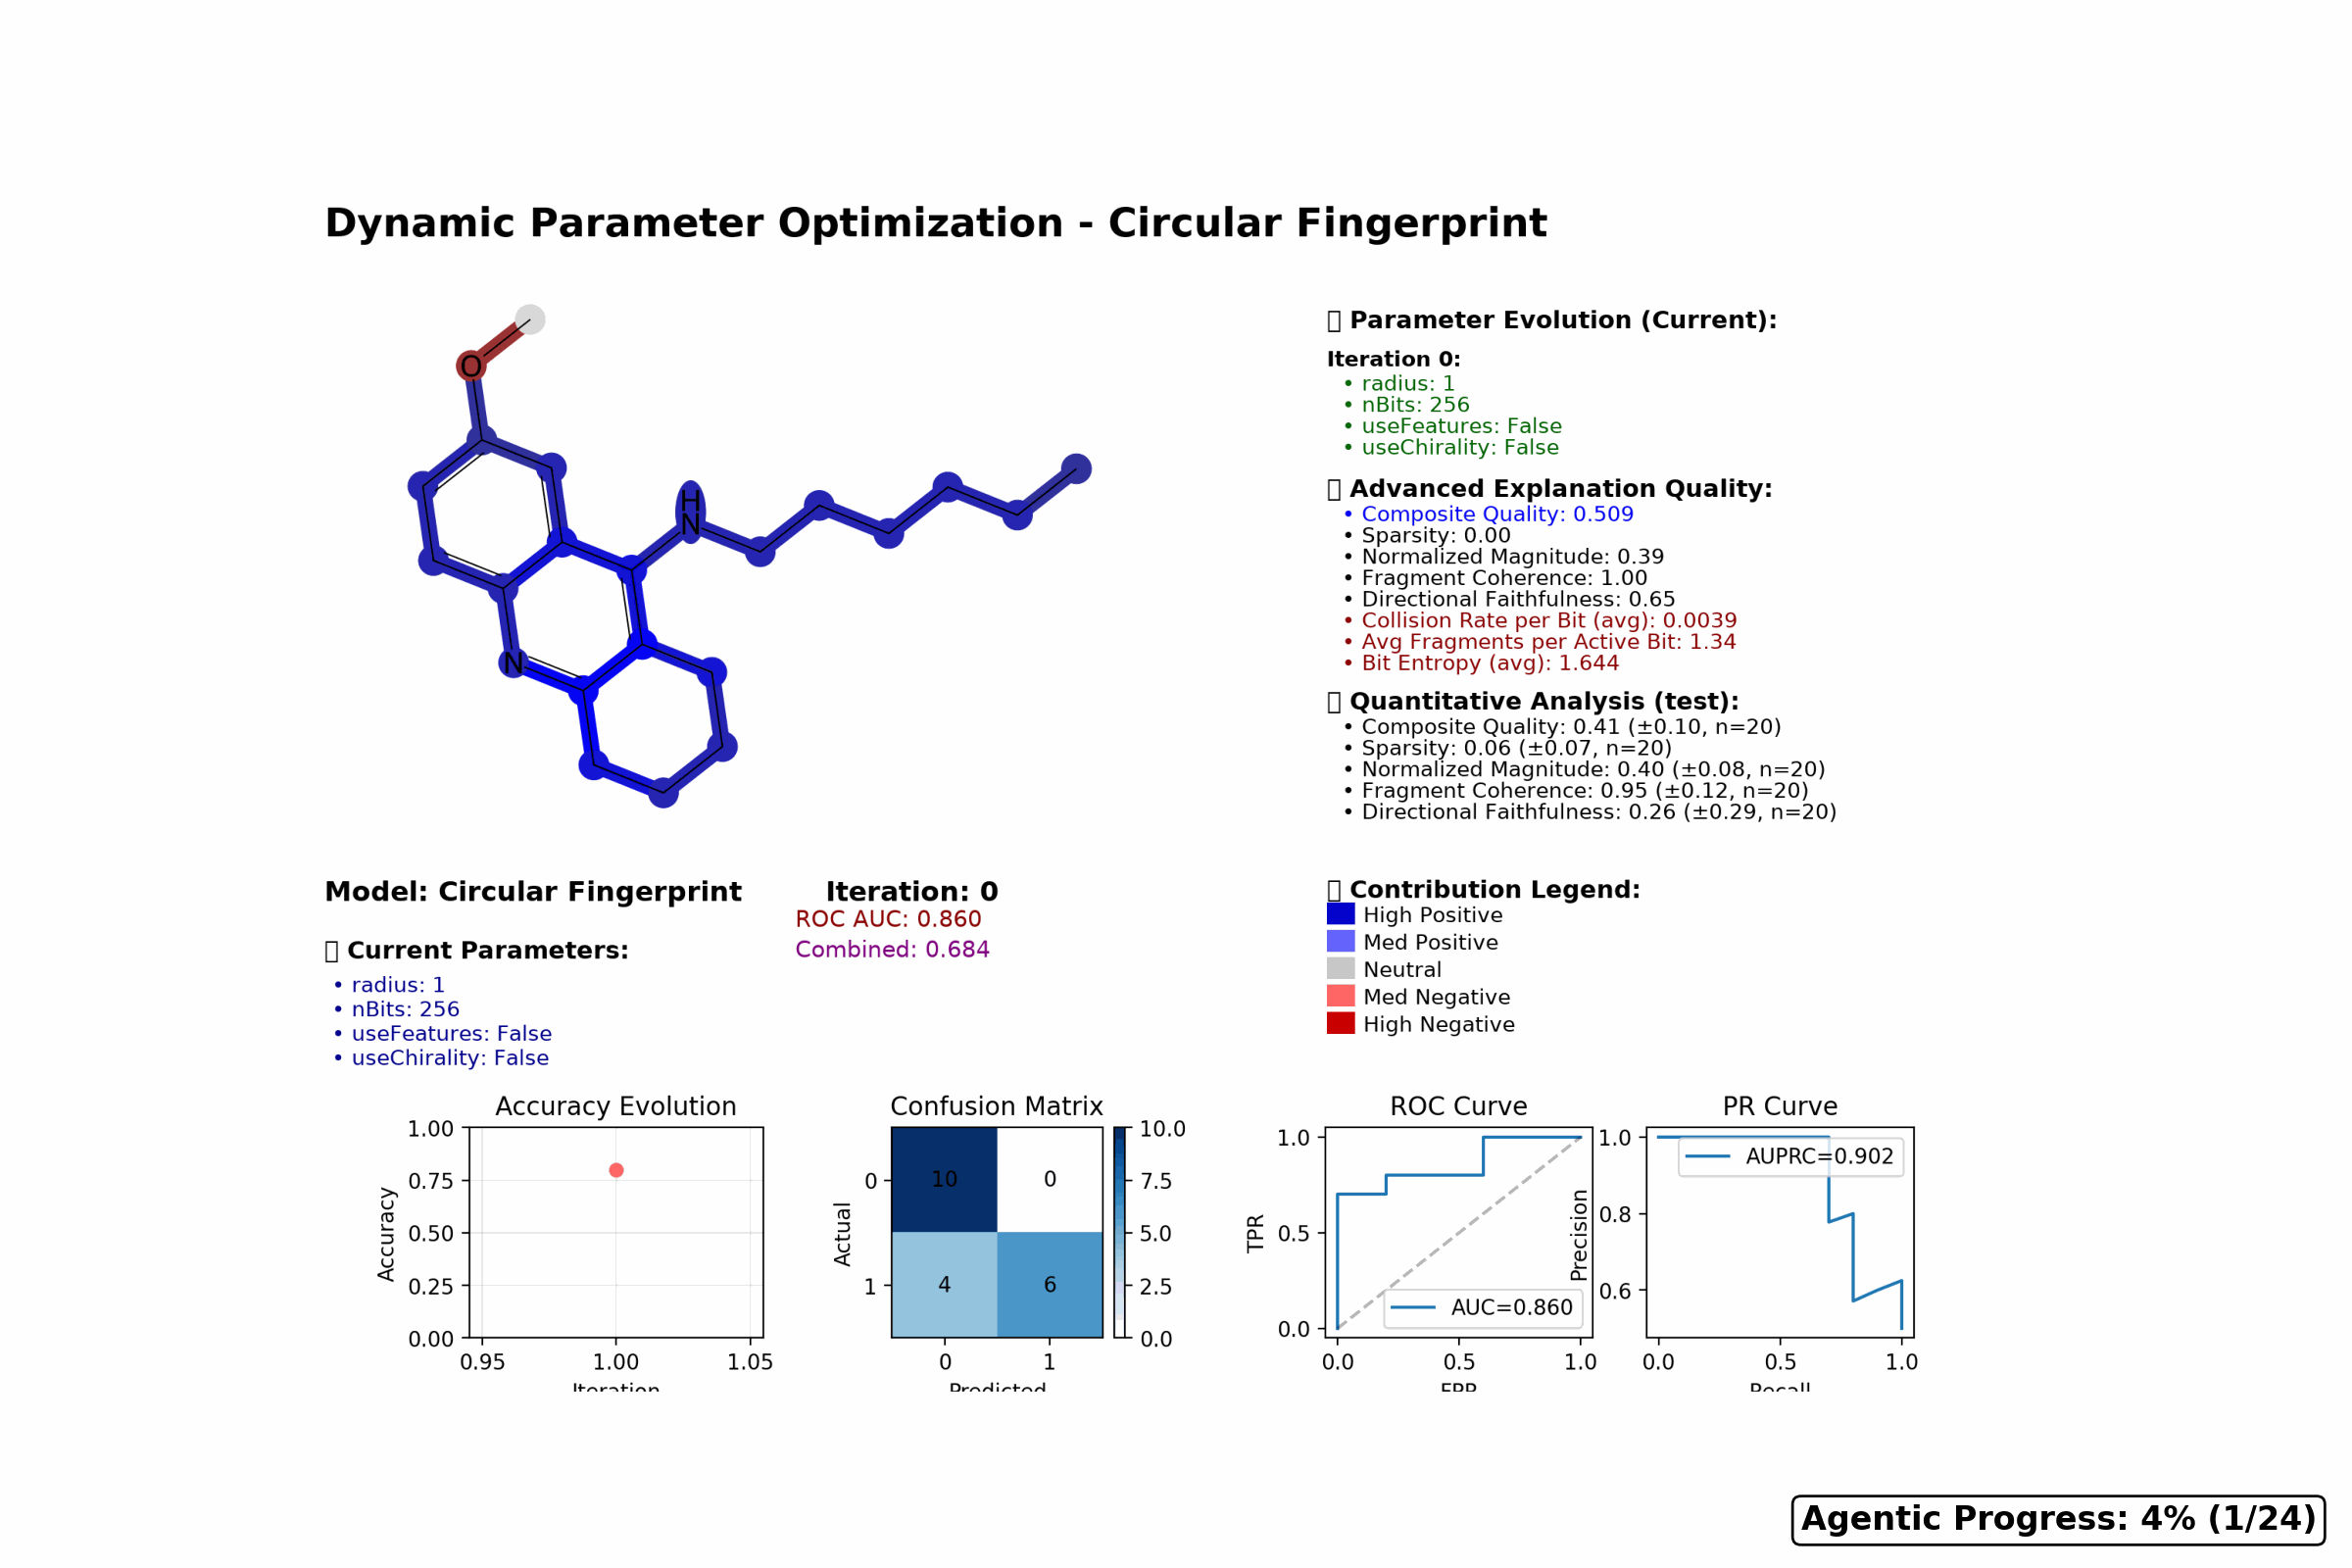 Dynamic Parameter Optimization - Circular Fingerprint
O
H
N
N
Parameter Evolution (Current):
Iteration 0:
• radius: 1
• nBits: 256
• useFeatures: False
• useChirality: False
Advanced Explanation Quality:
• Composite Quality: 0.509
• Sparsity: 0.00
• Normalized Magnitude: 0.39
• Fragment Coherence: 1.00
• Directional Faithfulness: 0.65
• Collision Rate per Bit (avg): 0.0039
• Avg Fragments per Active Bit: 1.34
• Bit Entropy (avg): 1.644
Quantitative Analysis (test):
• Composite Quality: 0.41 (±0.10, n=20)
• Sparsity: 0.06 (±0.07, n=20)
• Normalized Magnitude: 0.40 (±0.08, n=20)
• Fragment Coherence: 0.95 (±0.12, n=20)
• Directional Faithfulness: 0.26 (±0.29, n=20)
Model: Circular Fingerprint
Iteration: 0
ROC AUC: 0.860
Combined: 0.684
Current Parameters:
• radius: 1
• nBits: 256
• useFeatures: False
• useChirality: False
Contribution Legend:
High Positive
Med Positive
Neutral
Med Negative
High Negative
Accuracy Evolution
Accuracy
1.00
0.75
0.50
0.25
0.00
0.95
1.00
1.05
Iteration
Confusion Matrix
Actual
0
1
10
0
4
6
0
1
Predicted
10.0
7.5
5.0
2.5
0.0
ROC Curve
TPR
1.0
0.5
0.0
AUC=0.860
0.0
0.5
1.0
FPR
PR Curve
Precision
1.0
0.8
0.6
AUPRC=0.902
0.0
0.5
1.0
Recall
Agentic Progress: 4% (1/24)